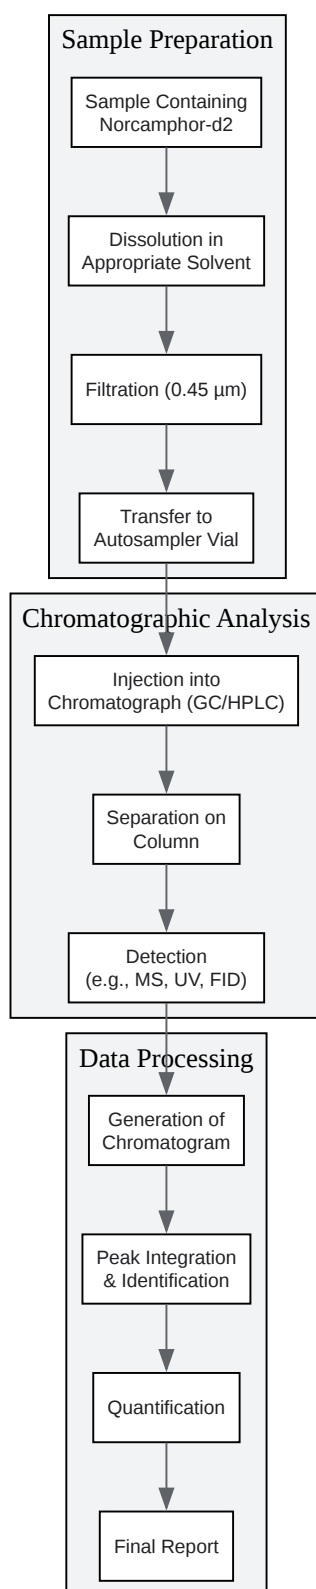 Sample Preparation
Sample Containing
Norcamphor-d2
Dissolution in
Appropriate Solvent
Filtration (0.45 µm)
Transfer to
Autosampler Vial
Chromatographic Analysis
Injection into
Chromatograph (GC/HPLC)
Separation on
Column
Detection
(e.g., MS, UV, FID)
Data Processing
Generation of
Chromatogram
Peak Integration
& Identification
Quantification
Final Report